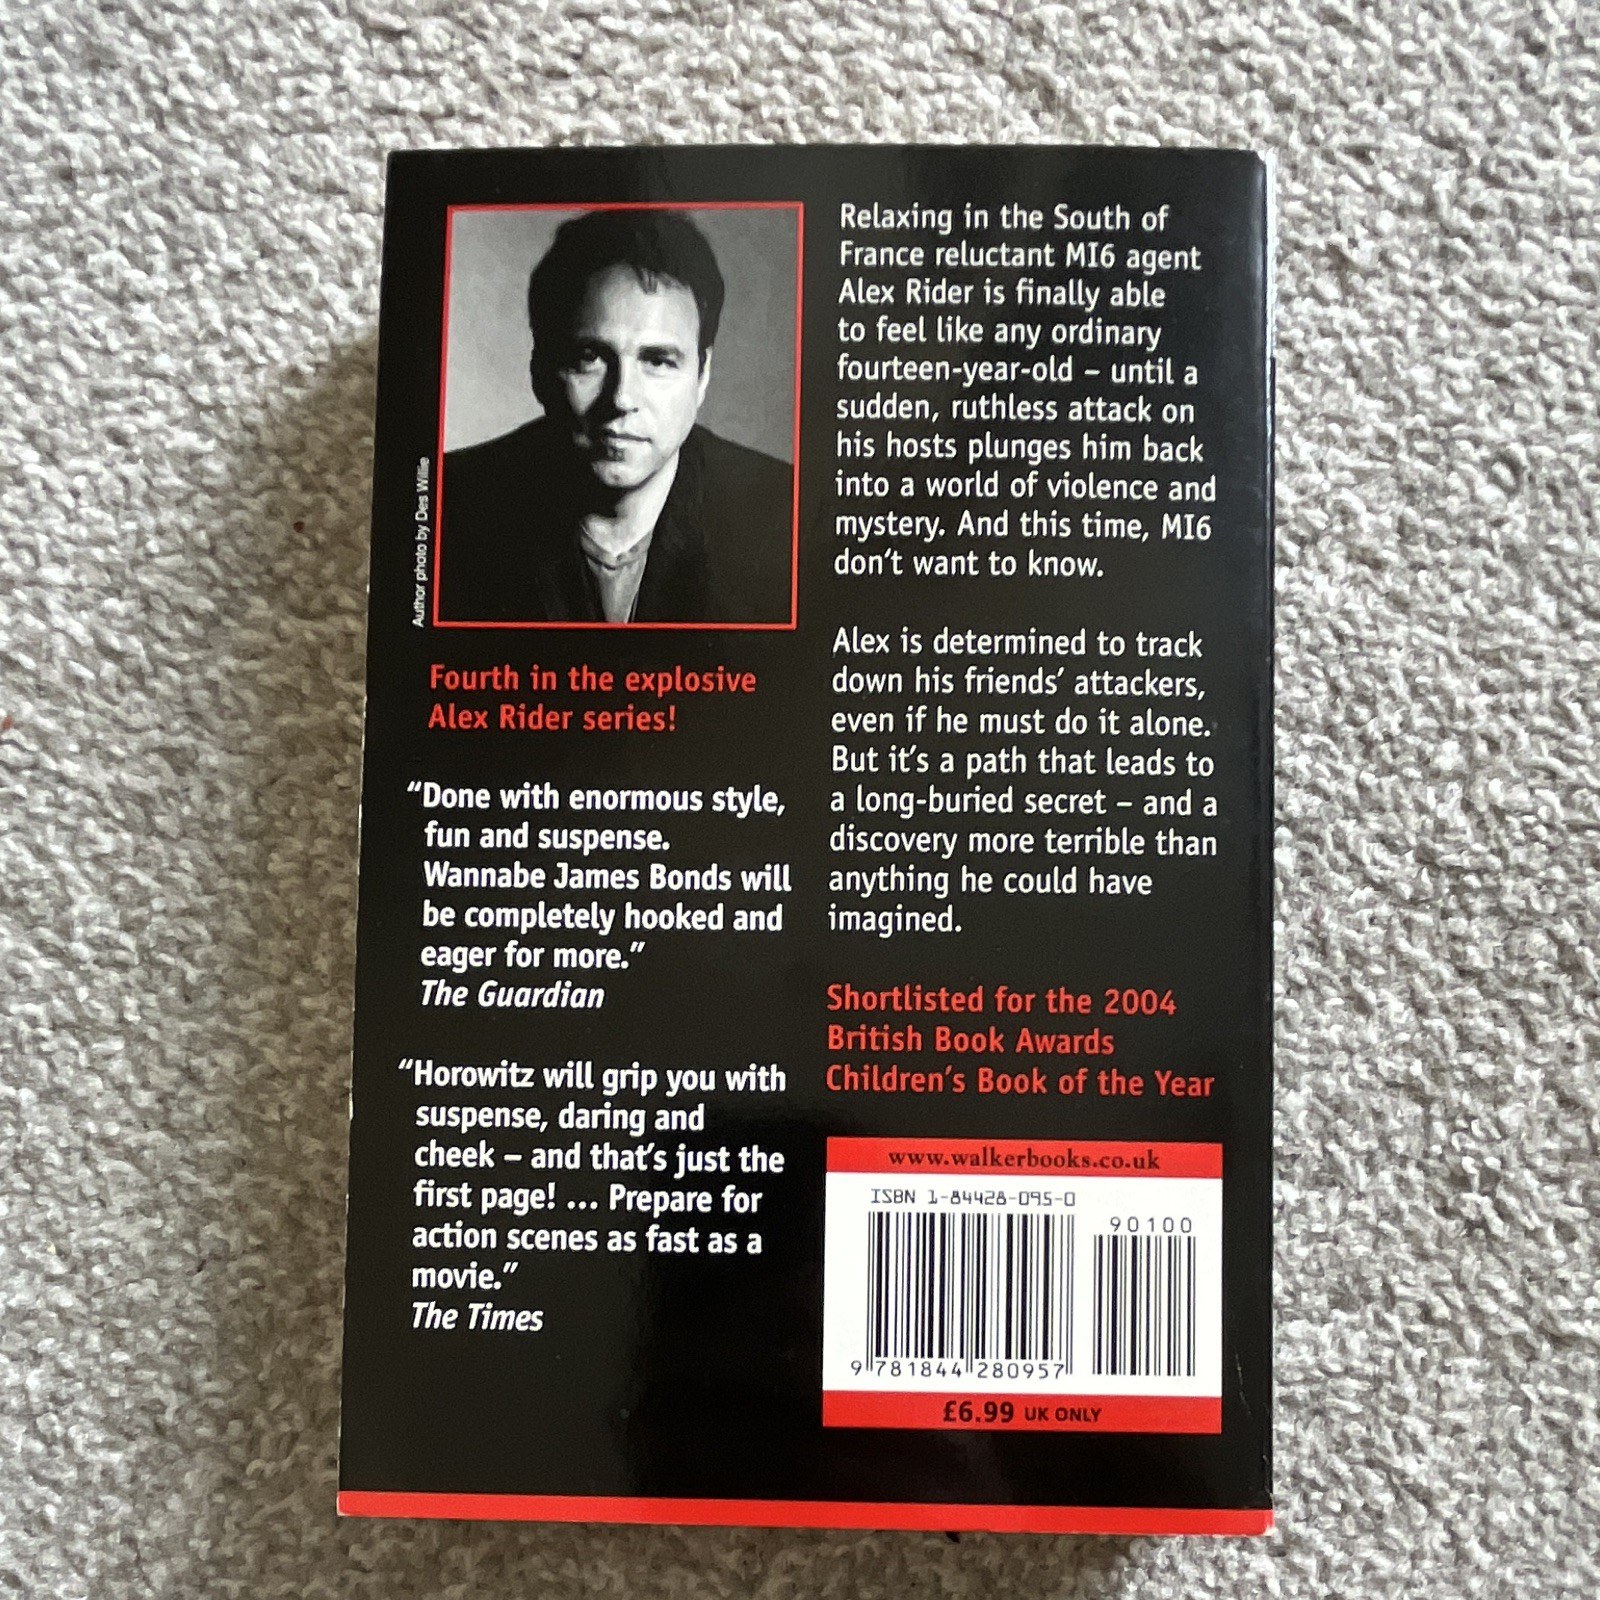 Author photo by Des Willie
Fourth in the explosive
Alex Rider series!
“Done with enormous style,
fun and suspense.
Wannabe James Bonds will
be completely hooked and
eager for more.”
The Guardian
“Horowitz will grip you with
suspense, daring and
cheek – and that’s just the
first page! ... Prepare for
action scenes as fast as a
movie.”
The Times
Relaxing in the South of
France reluctant MI6 agent
Alex Rider is finally able
to feel like any ordinary
fourteen-year-old – until a
sudden, ruthless attack on
his hosts plunges him back
into a world of violence and
mystery. And this time, MI6
don’t want to know.
Alex is determined to track
down his friends’ attackers,
even if he must do it alone.
But it’s a path that leads to
a long-buried secret – and a
discovery more terrible than
anything he could have
imagined.
Shortlisted for the 2004
British Book Awards
Children’s Book of the Year
www.walkerbooks.co.uk
ISBN 1-84428-095-0
90100
9 781844 280957
£6.99 UK ONLY